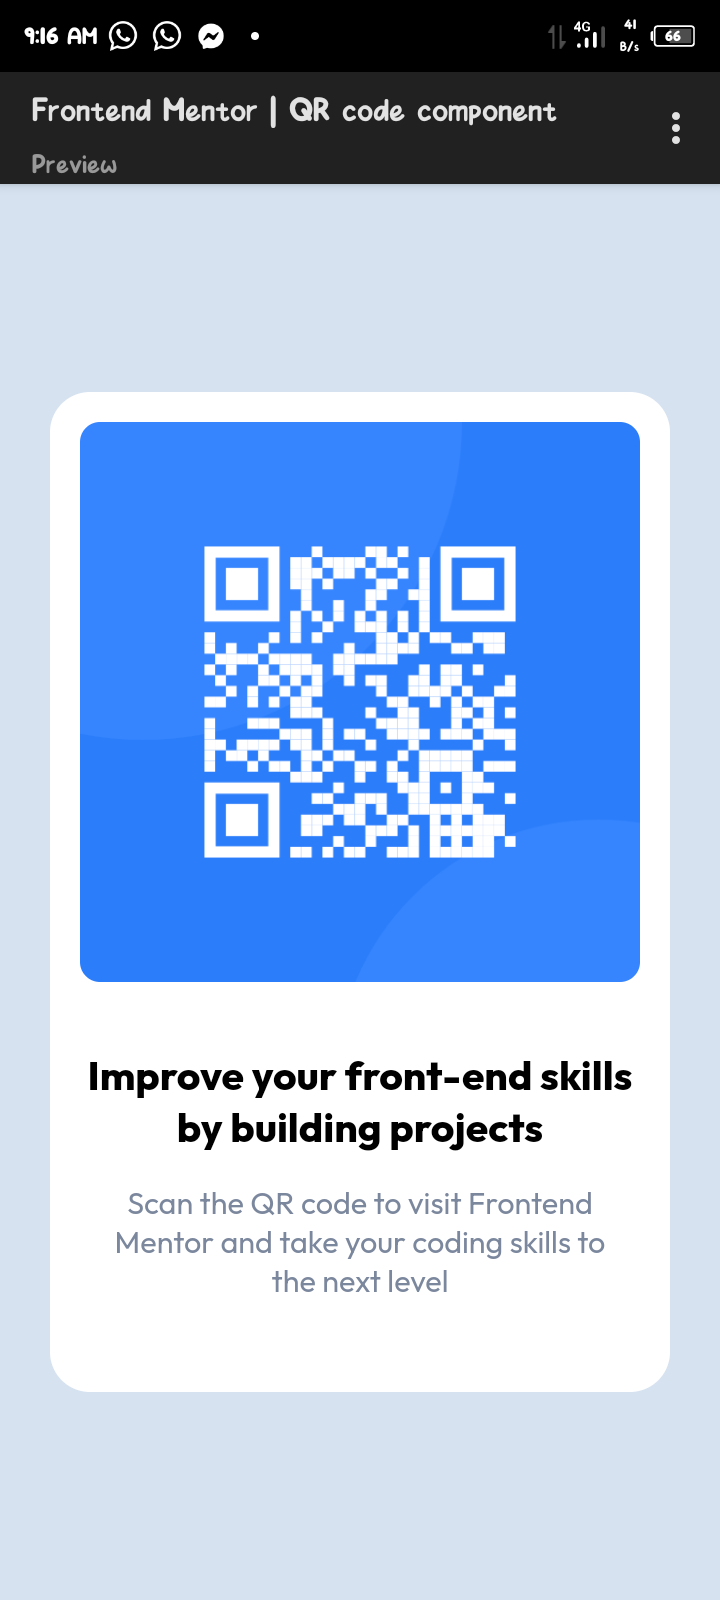 9:16 AM 4G 41 B/s 66
Frontend Mentor | QR code component
Preview
Improve your front-end skills
by building projects
Scan the QR code to visit Frontend
Mentor and take your coding skills to
the next level